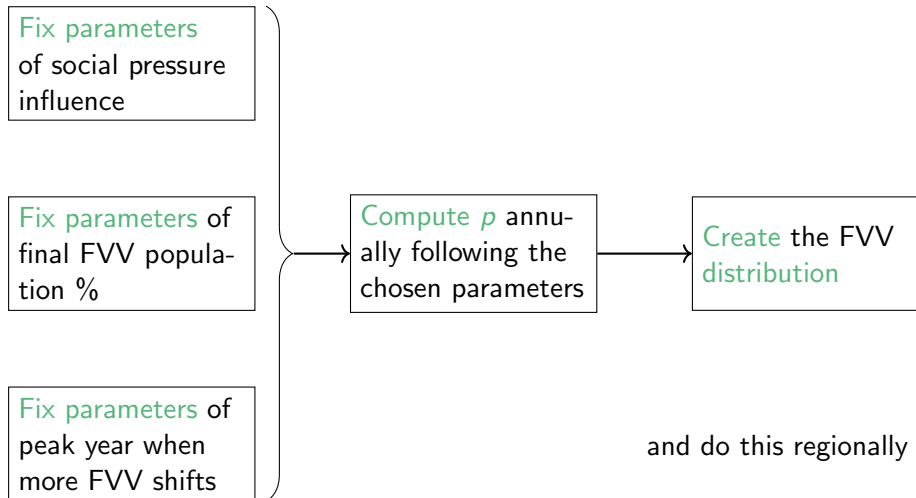 Fix parameters
of social pressure
influence
Fix parameters of
final FVV popula-
tion %
Fix parameters of
peak year when
more FVV shifts
Compute p annu-
ally following the
chosen parameters
Create the FVV
distribution
and do this regionally